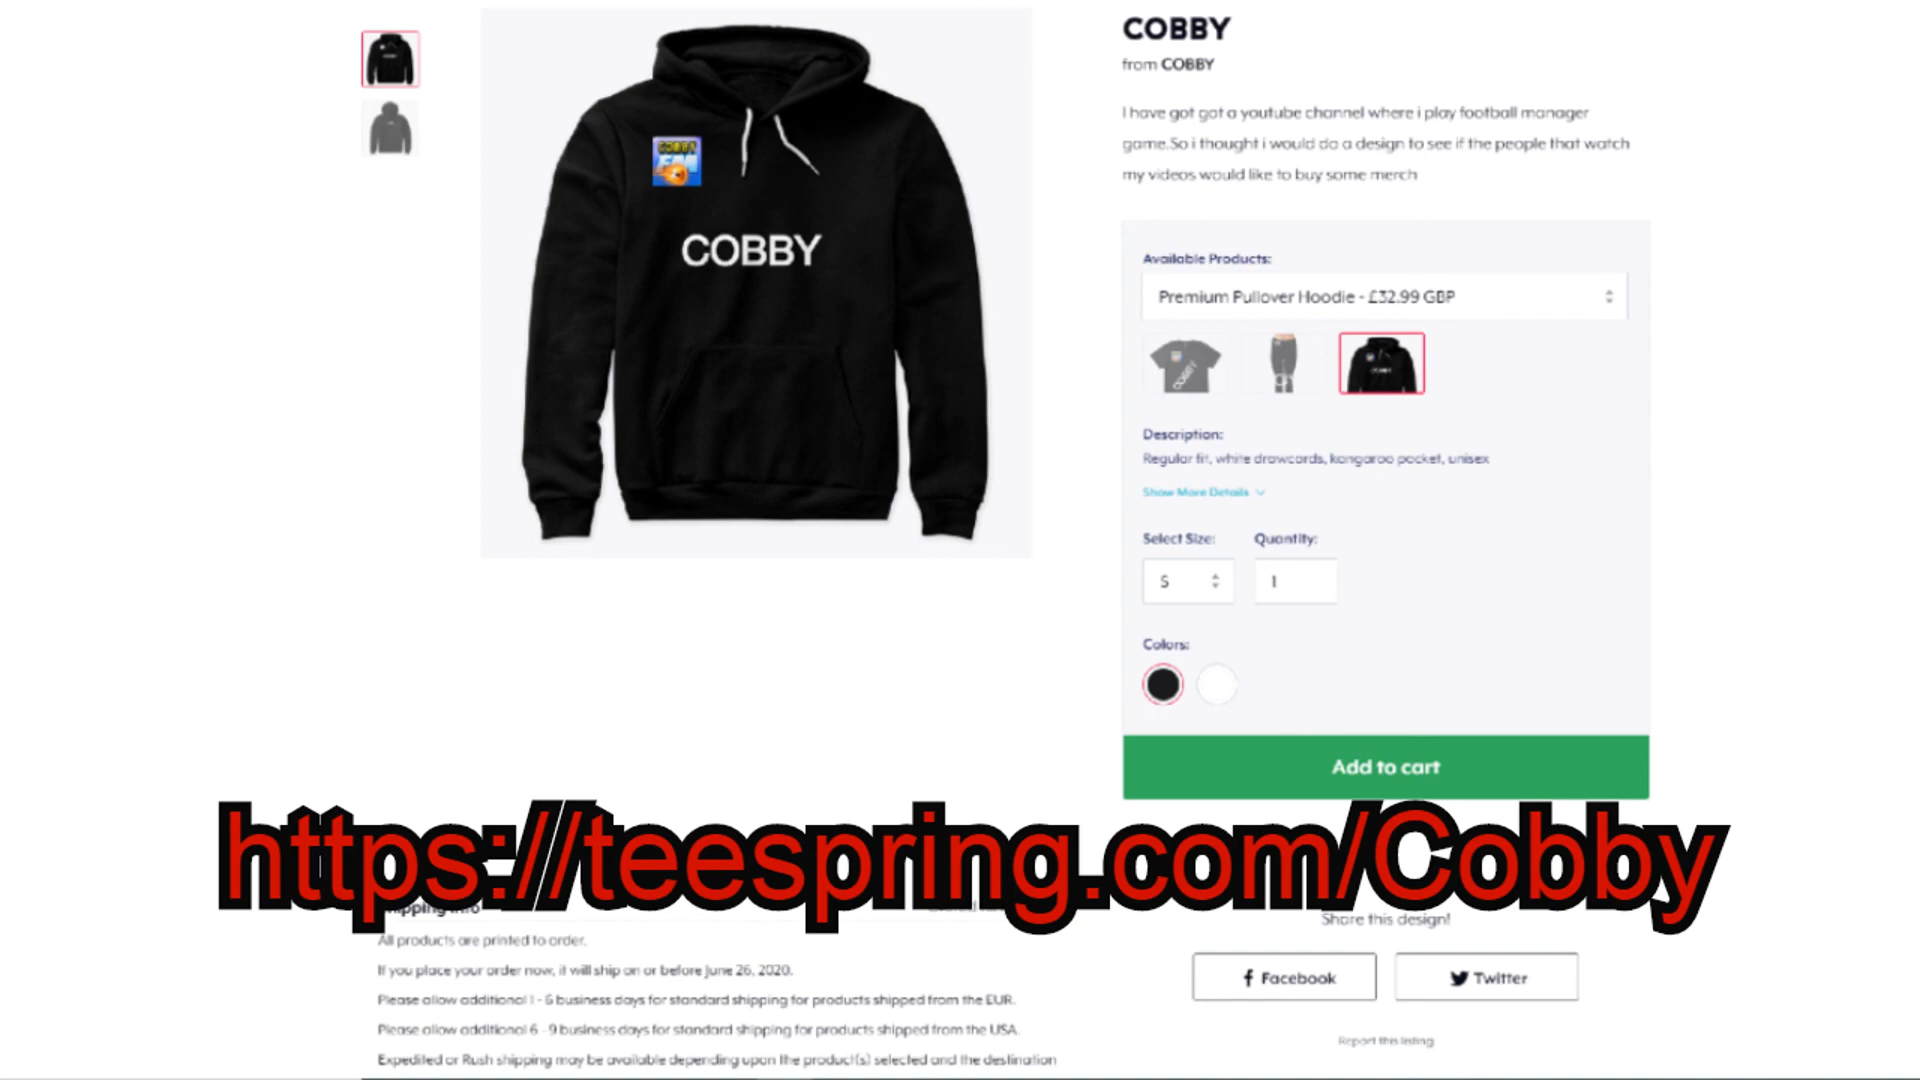 COBBY
from COBBY
I have got got a youtube channel where i play football manager
game.So i thought i would do a design to see if the people that watch
my videos would like to buy some merch
COBBY
FM
COBBY
Available Products:
Premium Pullover Hoodie - £32.99 GBP
COBBY
COBBY
Description:
Regular fit, white drawcords, kangaroo pocket, unisex
Show More Details
Select Size:
Quantity:
S
1
Colors:
Add to cart
https://teespring.com/Cobby
Shipping info
Share this design!
All products are printed to order.
If you place your order now, it will ship on or before June 26, 2020.
Facebook
Twitter
Please allow additional 1 - 6 business days for standard shipping for products shipped from the EUR.
Please allow additional 6 - 9 business days for standard shipping for products shipped from the USA.
Report this listing
Expedited or Rush shipping may be available depending upon the product(s) selected and the destination